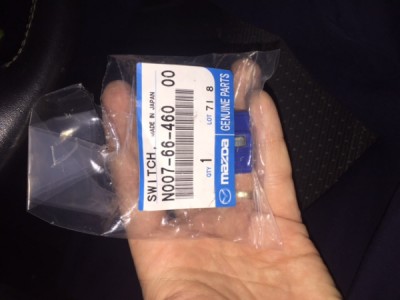 SWITCH. MADE IN JAPAN
N007-66-460 00
QTY 1 LOT 71 8
mazda GENUINE PARTS